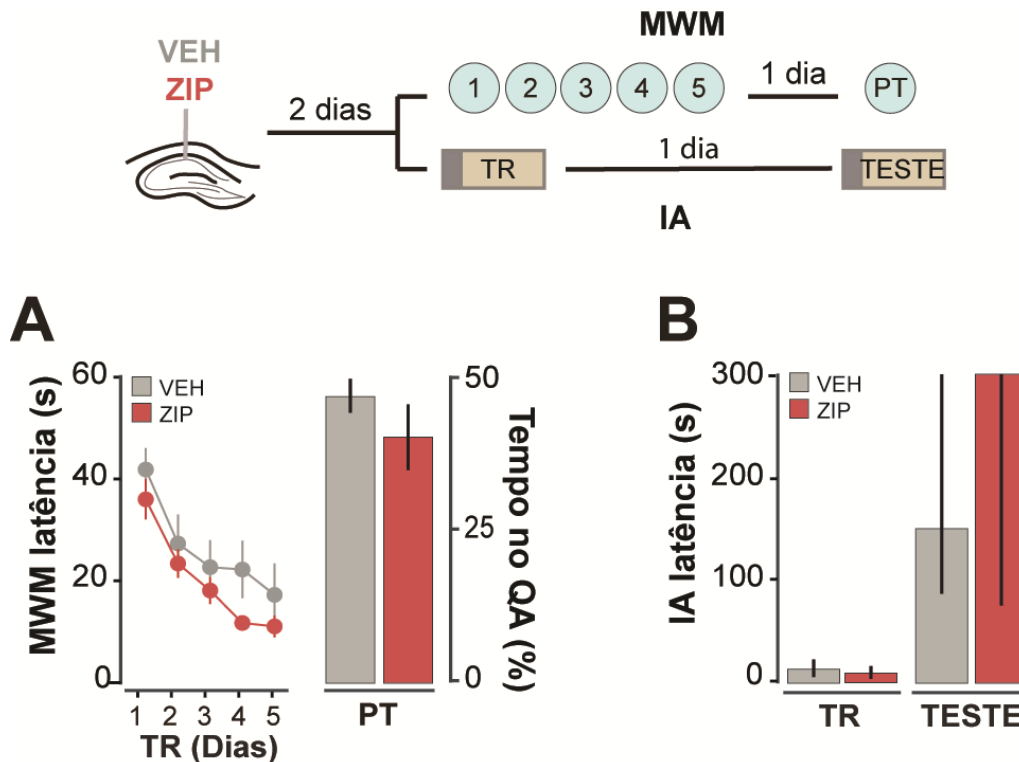 VEH
ZIP
2 dias
MWM
1 2 3 4 5
1 dia
PT
TR
1 dia
TESTE
IA
A
MWM latência (s)
60
40
20
0
VEH
ZIP
1 2 3 4 5
TR (Dias)
PT
50
25
0
Tempo no QA (%)
B
IA latência (s)
300
200
100
0
VEH
ZIP
TR
TESTE